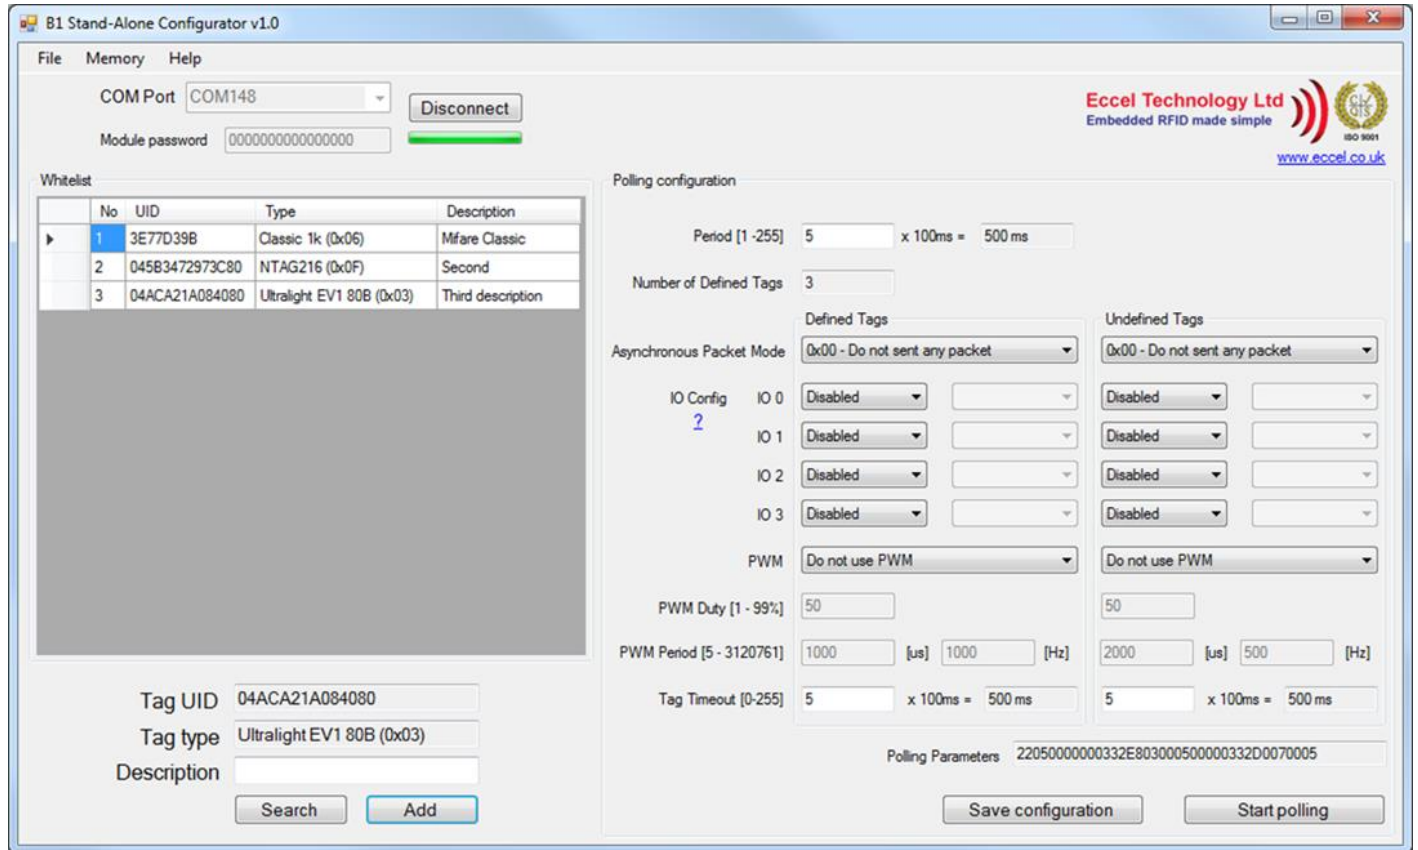 B1 Stand-Alone Configurator v1.0
File Memory Help
COM Port COM148
Disconnect
Module password 0000000000000000
Eccel Technology Ltd
Embedded RFID made simple
ISO 9001
www.eccel.co.uk
Whitelist
No UID Type Description
1 3E77D39B Classic 1k (0x06) Mifare Classic
2 045B3472973C80 NTAG216 (0x0F) Second
3 04ACA21A084080 Ultralight EV1 80B (0x03) Third description
Tag UID 04ACA21A084080
Tag type Ultralight EV1 80B (0x03)
Description
Search Add
Polling configuration
Period [1 -255] 5 x 100ms = 500 ms
Number of Defined Tags 3
Defined Tags Undefined Tags
Asynchronous Packet Mode 0x00 - Do not sent any packet 0x00 - Do not sent any packet
IO Config IO 0 Disabled Disabled
?
IO 1 Disabled Disabled
IO 2 Disabled Disabled
IO 3 Disabled Disabled
PWM Do not use PWM Do not use PWM
PWM Duty [1 - 99%] 50 50
PWM Period [5 - 3120761] 1000 [us] 1000 [Hz] 2000 [us] 500 [Hz]
Tag Timeout [0-255] 5 x 100ms = 500 ms 5 x 100ms = 500 ms
Polling Parameters 22050000000332E803000500000332D0070005
Save configuration Start polling